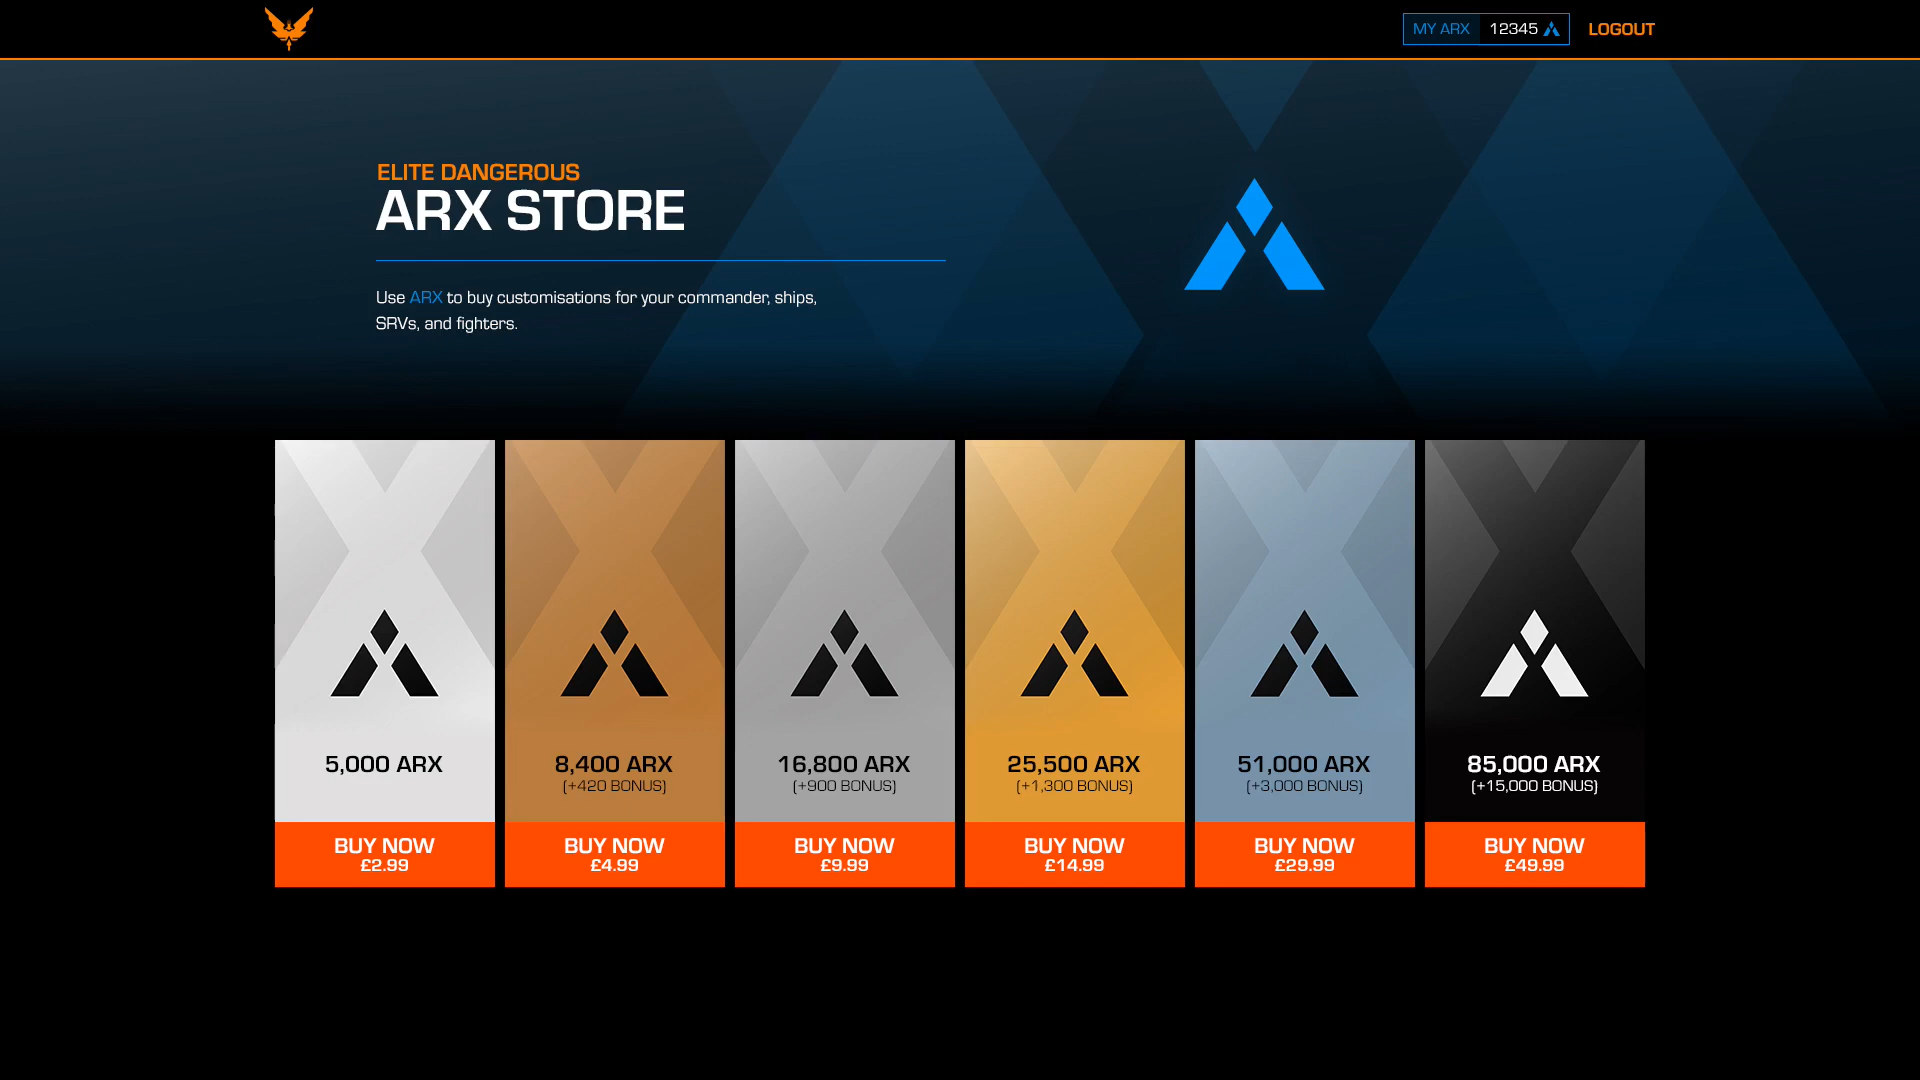 MY ARX 12345 LOGOUT
ELITE DANGEROUS
ARX STORE
Use ARX to buy customisations for your commander, ships,
SRVs, and fighters.
5,000 ARX
BUY NOW
£2.99
8,400 ARX
(+420 BONUS)
BUY NOW
£4.99
16,800 ARX
(+900 BONUS)
BUY NOW
£9.99
25,500 ARX
(+1,300 BONUS)
BUY NOW
£14.99
51,000 ARX
(+3,000 BONUS)
BUY NOW
£29.99
85,000 ARX
(+15,000 BONUS)
BUY NOW
£49.99